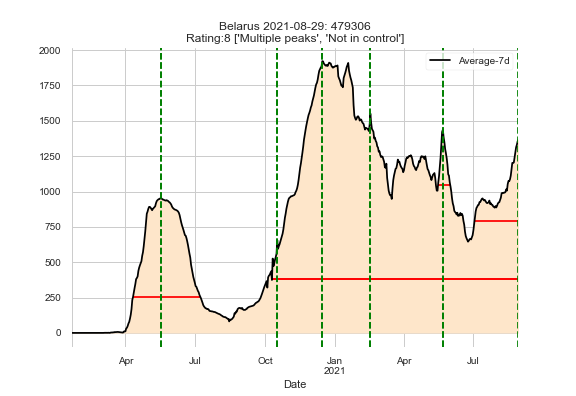 Belarus 2021-08-29: 479306
Rating:8 ['Multiple peaks', 'Not in control']
2000
1750
1500
1250
1000
750
500
250
0
Average-7d
Apr
Jul
Oct
Jan
2021
Apr
Jul
Date